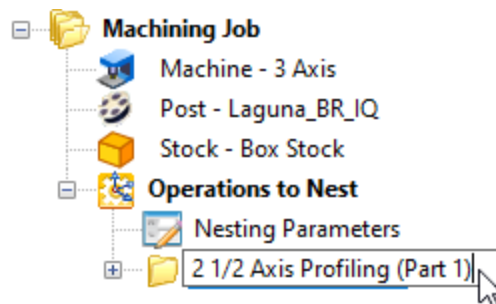 Machining Job
Machine - 3 Axis
Post - Laguna_BR_IQ
Stock - Box Stock
Operations to Nest
Nesting Parameters
2 1/2 Axis Profiling (Part 1)